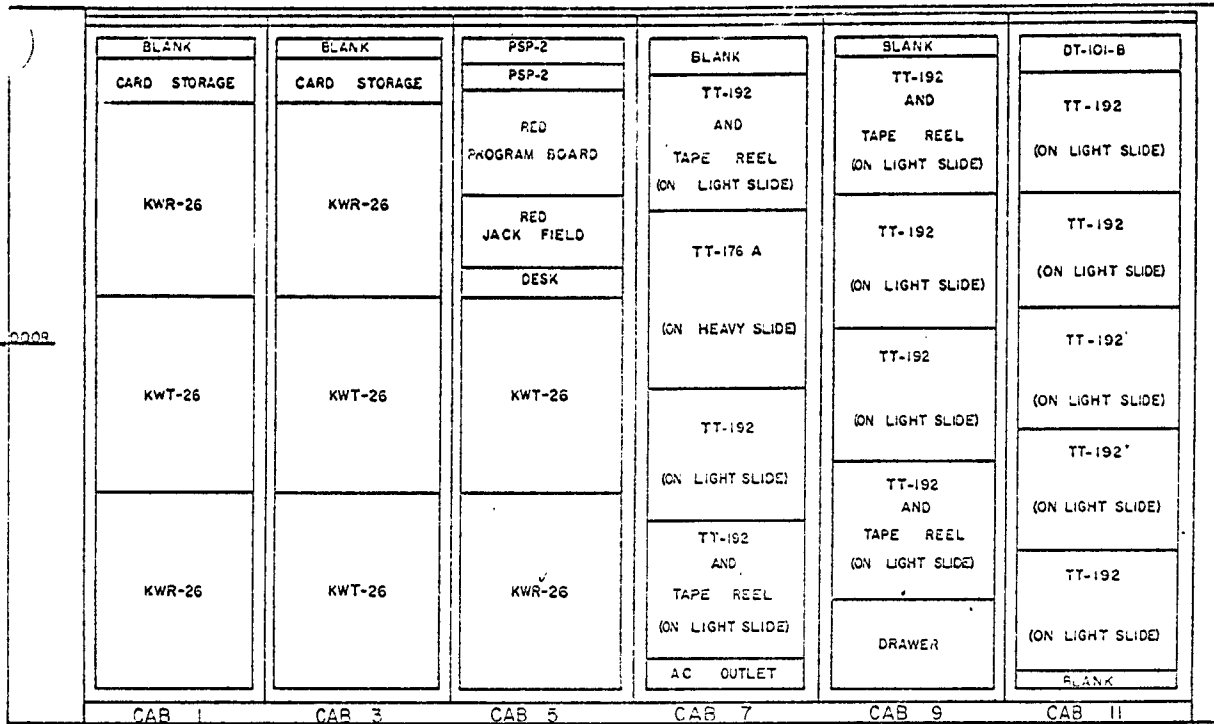 BLANK
CARD STORAGE
KWR-26
KWT-26
KWR-26
CAB 1
BLANK
CARD STORAGE
KWR-26
KWT-26
KWT-26
CAB 3
PSP-2
PSP-2
RED
PROGRAM BOARD
RED
JACK FIELD
DESK
KWT-26
KWR-26
CAB 5
BLANK
TT-192
AND
TAPE REEL
(ON LIGHT SLIDE)
TT-176 A
(ON HEAVY SLIDE)
TT-192
(ON LIGHT SLIDE)
TT-192
AND
TAPE REEL
(ON LIGHT SLIDE)
AC OUTLET
CAB 7
BLANK
TT-192
AND
TAPE REEL
(ON LIGHT SLIDE)
TT-192
(ON LIGHT SLIDE)
TT-192
(ON LIGHT SLIDE)
TT-192
AND
TAPE REEL
(ON LIGHT SLIDE)
DRAWER
CAB 9
DT-101-B
TT-192
(ON LIGHT SLIDE)
TT-192
(ON LIGHT SLIDE)
TT-192
(ON LIGHT SLIDE)
TT-192
(ON LIGHT SLIDE)
TT-192
(ON LIGHT SLIDE)
BLANK
CAB 11